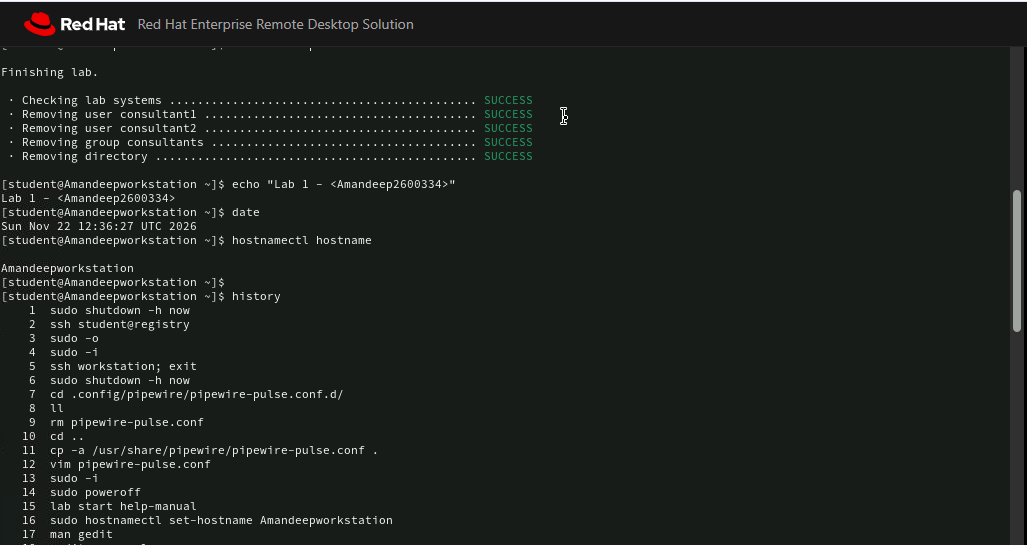 Red Hat Red Hat Enterprise Remote Desktop Solution
Finishing lab.
· Checking lab systems ............................................ SUCCESS
· Removing user consultant1 ....................................... SUCCESS
· Removing user consultant2 ....................................... SUCCESS
· Removing group consultants ...................................... SUCCESS
· Removing directory .............................................. SUCCESS
[student@Amandeepworkstation ~]$ echo "Lab 1 – <Amandeep2600334>"
Lab 1 – <Amandeep2600334>
[student@Amandeepworkstation ~]$ date
Sun Nov 22 12:36:27 UTC 2026
[student@Amandeepworkstation ~]$ hostnamectl hostname
Amandeepworkstation
[student@Amandeepworkstation ~]$
[student@Amandeepworkstation ~]$ history
1 sudo shutdown -h now
2 ssh student@registry
3 sudo -o
4 sudo -i
5 ssh workstation; exit
6 sudo shutdown -h now
7 cd .config/pipewire/pipewire-pulse.conf.d/
8 ll
9 rm pipewire-pulse.conf
10 cd ..
11 cp -a /usr/share/pipewire/pipewire-pulse.conf .
12 vim pipewire-pulse.conf
13 sudo -i
14 sudo poweroff
15 lab start help-manual
16 sudo hostnamectl set-hostname Amandeepworkstation
17 man gedit